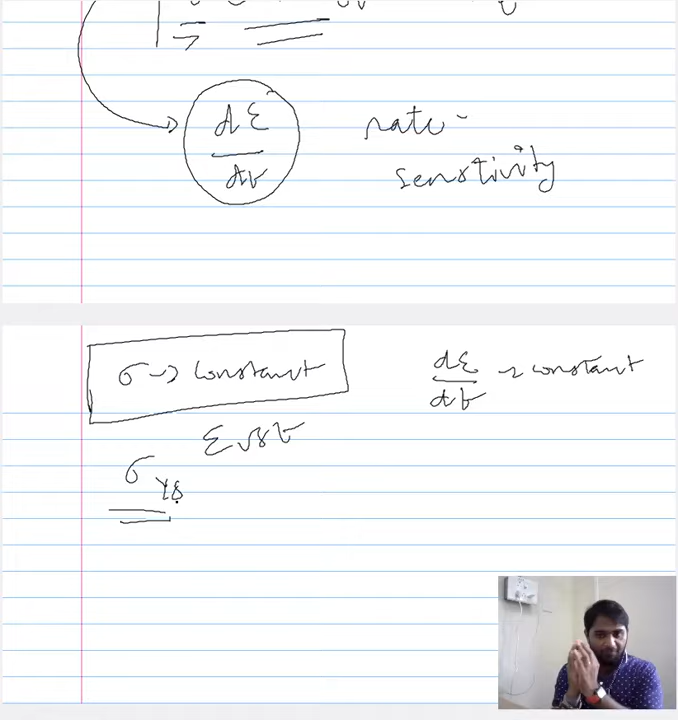 dε/dt rate-
sensitivity
σ → constant dε/dt → constant
ε vs t
σ YS